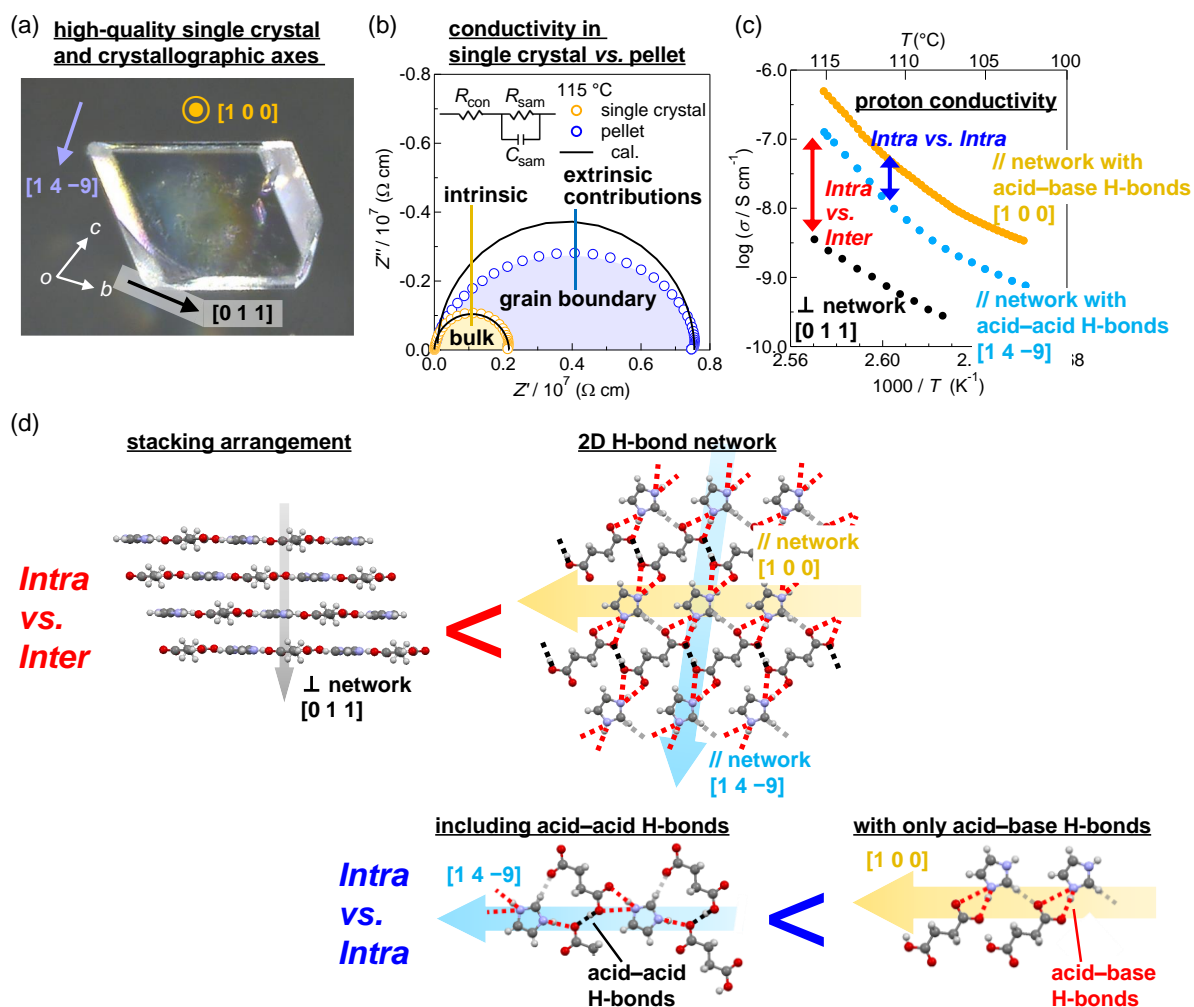 (a)
high-quality single crystal
and crystallographic axes
[1 0 0]
[1 4 −9]
c
o
b
[0 1 1]
(b)
conductivity in
single crystal vs. pellet
-0.8
-0.6
-0.4
-0.2
0.0
Z'' / 10⁷ (Ω cm)
R_con
R_sam
C_sam
115 °C
single crystal
pellet
cal.
intrinsic
extrinsic
contributions
grain boundary
bulk
0.0 0.2 0.4 0.6 0.8
Z' / 10⁷ (Ω cm)
(c)
T (°C)
115 110 105 100
-6.0
-7.0
-8.0
-9.0
-10.0
log (σ / S cm⁻¹)
proton conductivity
Intra vs. Intra
// network with
acid–base H-bonds
[1 0 0]
Intra
vs.
Inter
⊥ network
[0 1 1]
// network with
acid–acid H-bonds
[1 4 −9]
2.56 2.60
1000 / T (K⁻¹)
(d)
stacking arrangement
Intra
vs.
Inter
⊥ network
[0 1 1]
<
2D H-bond network
// network
[1 0 0]
// network
[1 4 −9]
including acid–acid H-bonds
Intra
vs.
Intra
[1 4 −9]
acid–acid
H-bonds
<
with only acid–base H-bonds
[1 0 0]
acid–base
H-bonds